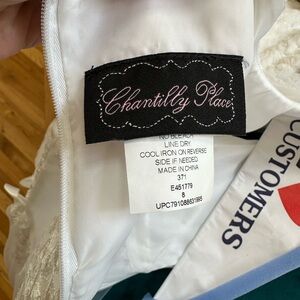 Chantilly Place
NO BLEACH
LINE DRY
COOL IRON ON REVERSE
SIDE IF NEEDED
MADE IN CHINA
371
E451779
8
CUSTOMERS